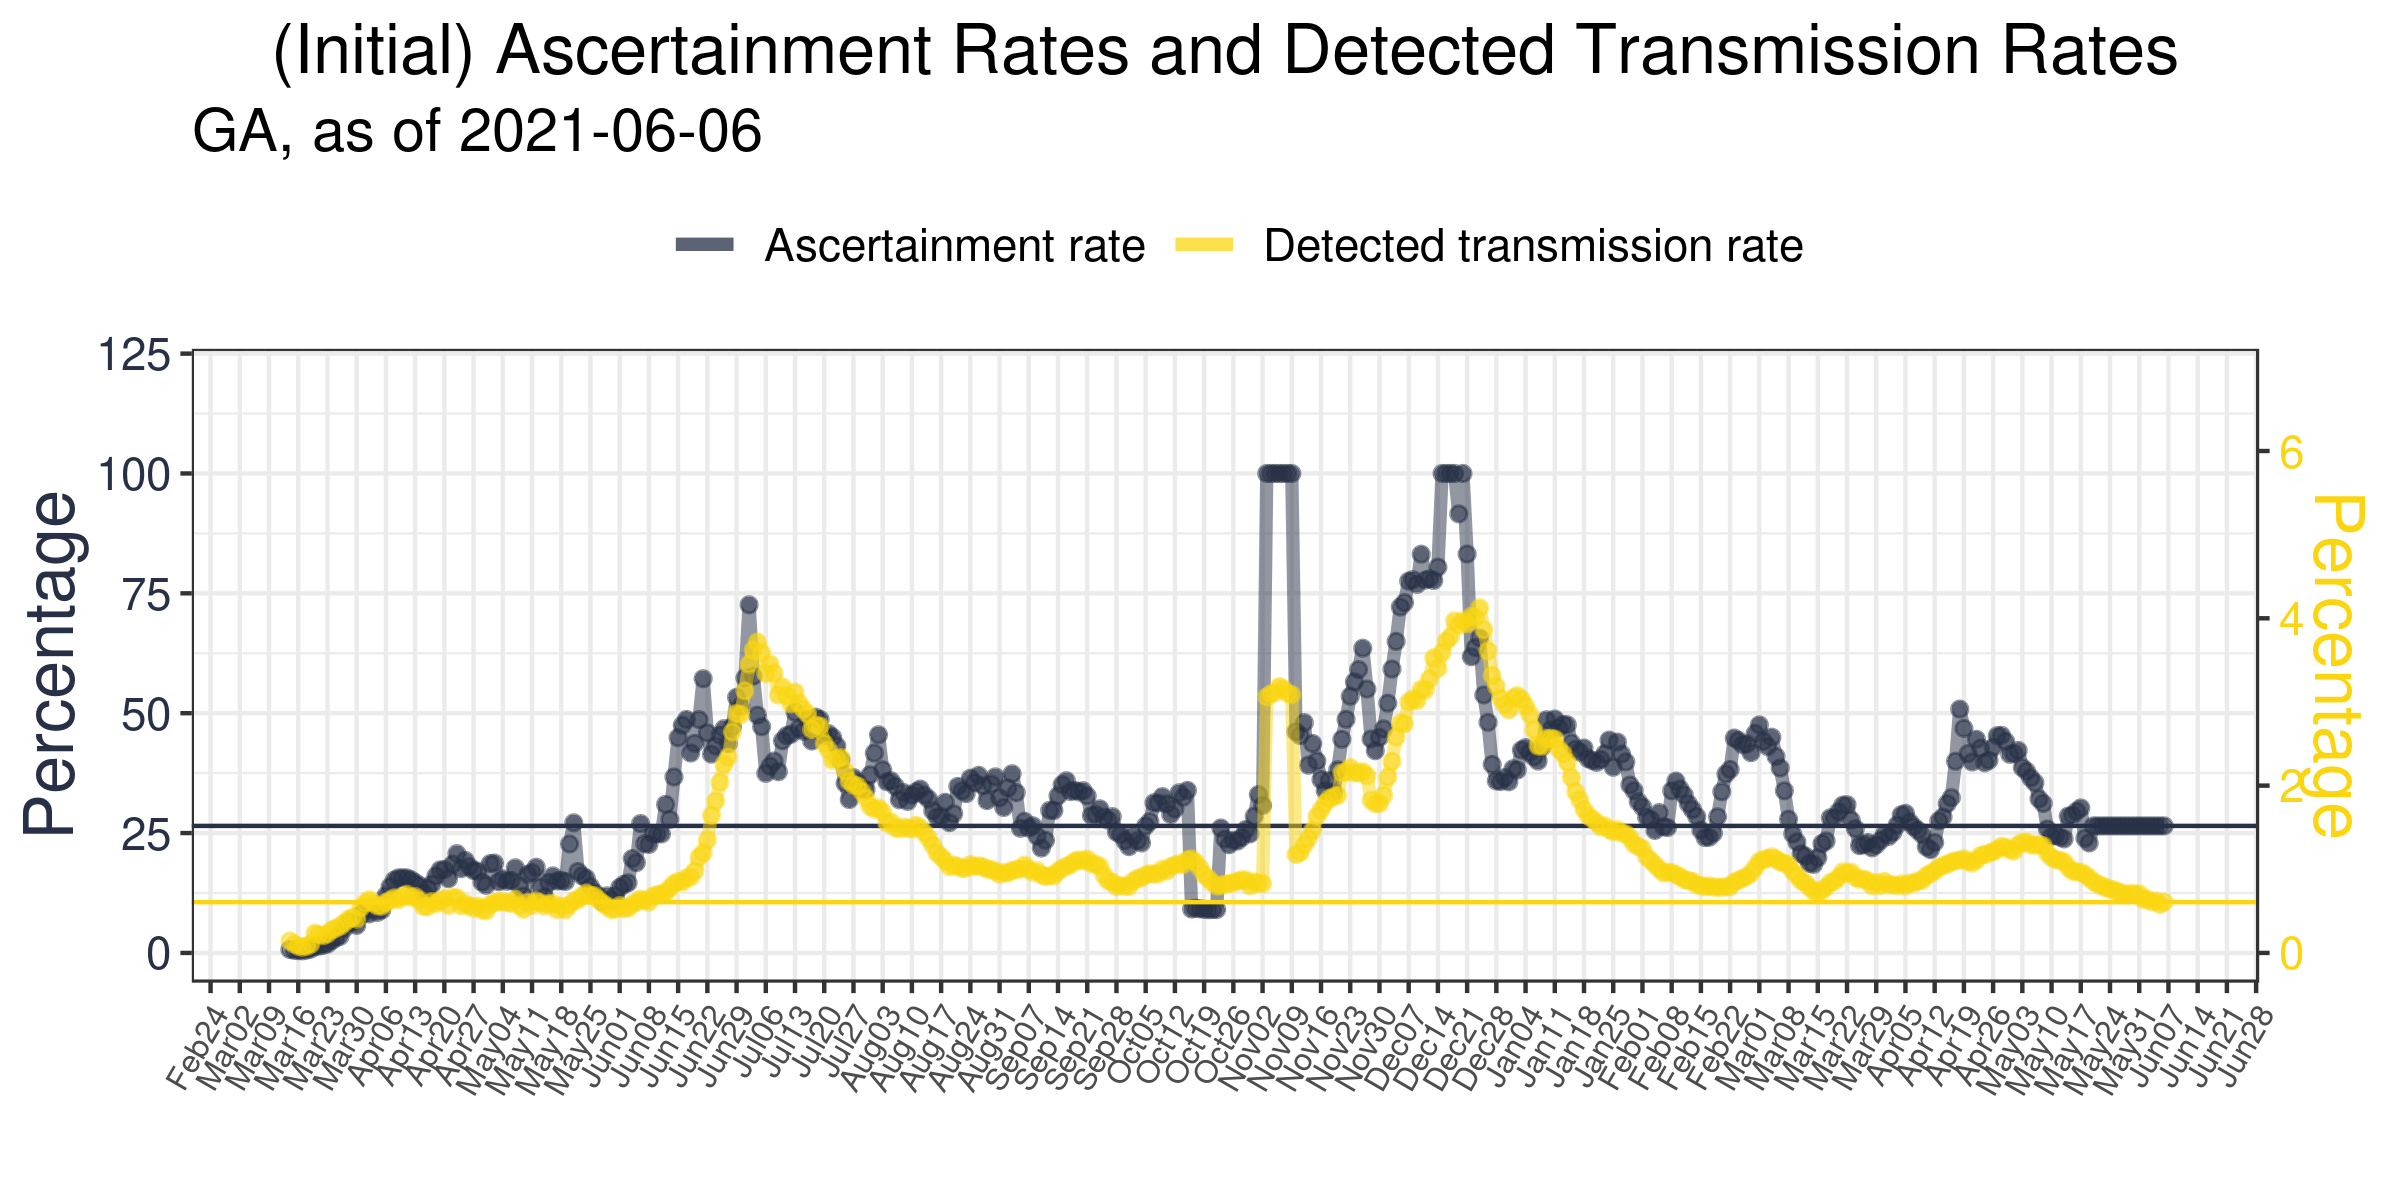 (Initial) Ascertainment Rates and Detected Transmission Rates
GA, as of 2021-06-06
Ascertainment rate
Detected transmission rate
Percentage
125
100
75
50
25
0
6
4
2
0
Percentage
Feb24
Mar02
Mar09
Mar16
Mar23
Mar30
Apr06
Apr13
Apr20
Apr27
May04
May11
May18
May25
Jun01
Jun08
Jun15
Jun22
Jun29
Jul06
Jul13
Jul20
Jul27
Aug03
Aug10
Aug17
Aug24
Aug31
Sep07
Sep14
Sep21
Sep28
Oct05
Oct12
Oct19
Oct26
Nov02
Nov09
Nov16
Nov23
Nov30
Dec07
Dec14
Dec21
Dec28
Jan04
Jan11
Jan18
Jan25
Feb01
Feb08
Feb15
Feb22
Mar01
Mar08
Mar15
Mar22
Mar29
Apr05
Apr12
Apr19
Apr26
May03
May10
May17
May24
May31
Jun07
Jun14
Jun21
Jun28